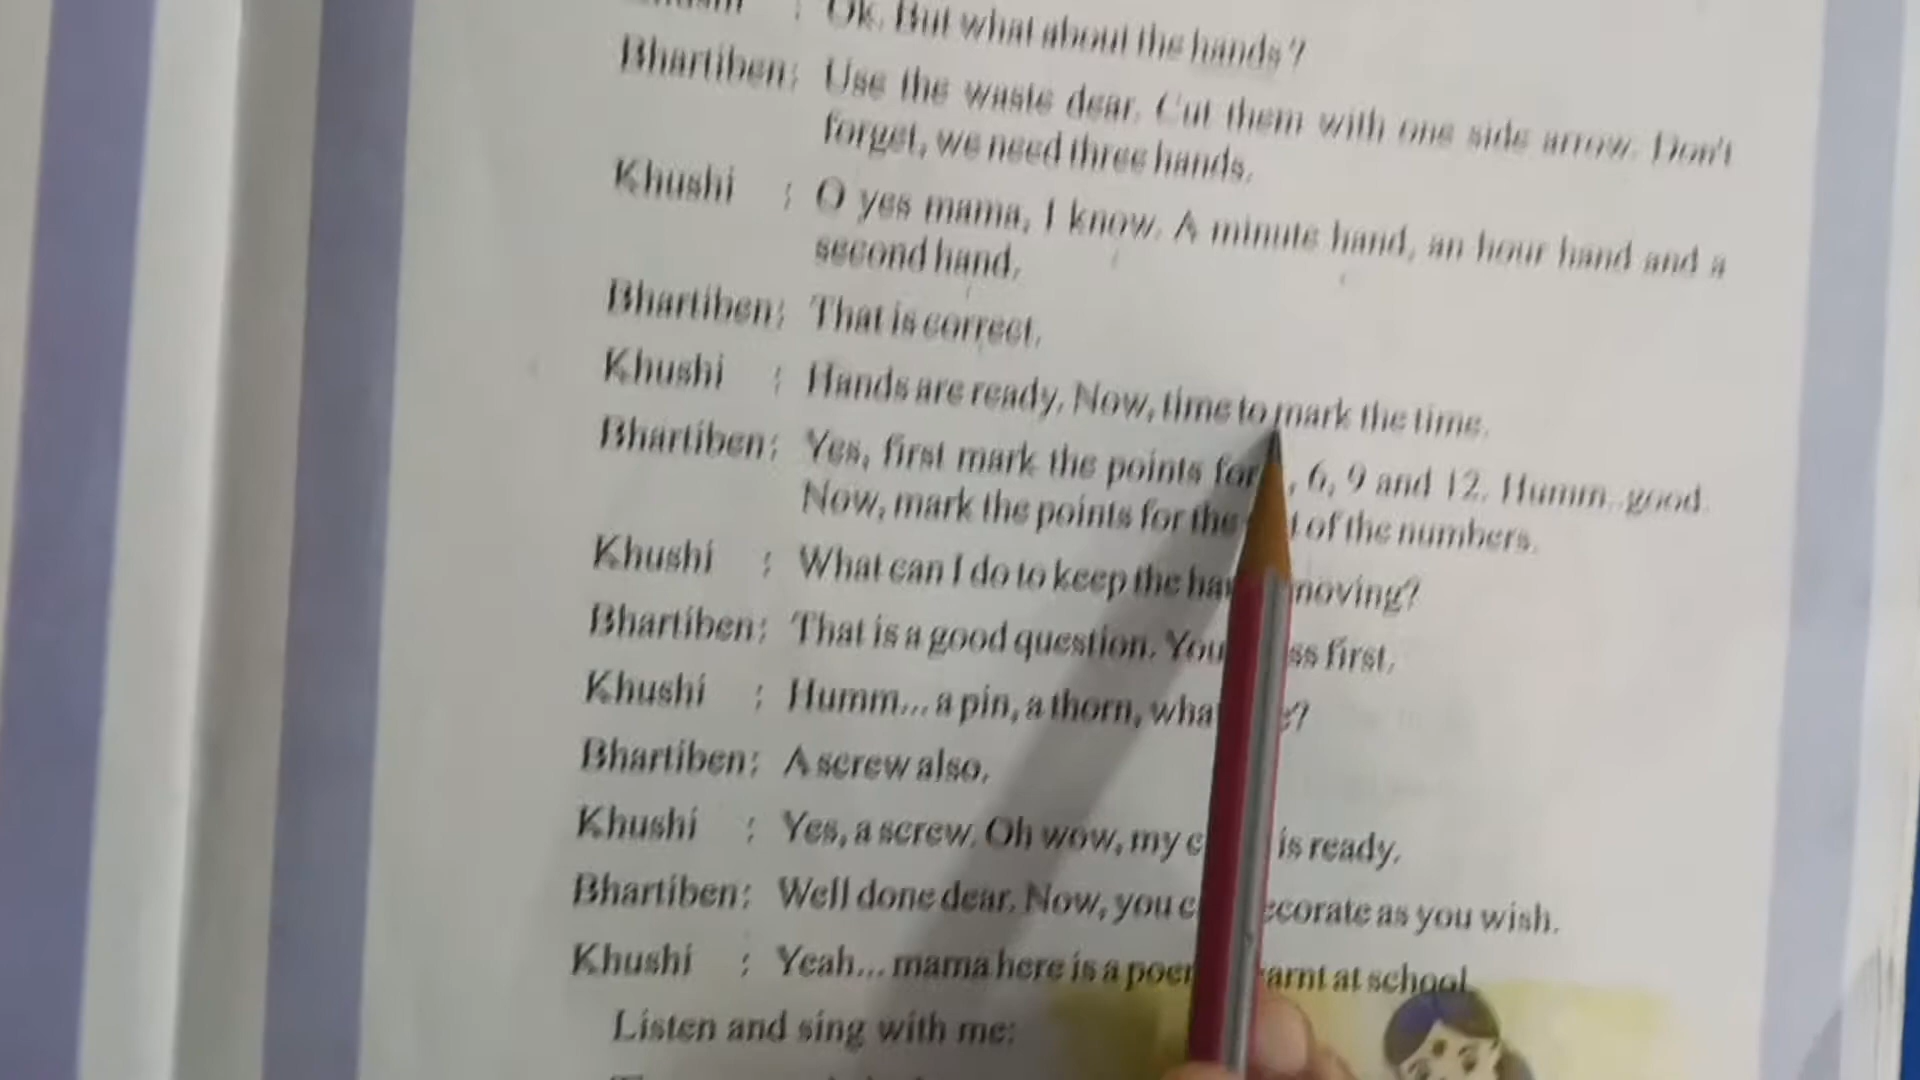 : Ok. But what about the hands?
Bhartiben: Use the waste dear. Cut them with one side arrow. Don't
forget, we need three hands.
Khushi : O yes mama, I know. A minute hand, an hour hand and a
second hand.
Bhartiben: That is correct.
Khushi : Hands are ready. Now, time to mark the time.
Bhartiben: Yes, first mark the points for , 6, 9 and 12. Humm..good.
Now, mark the points for the of the numbers.
Khushi : What can I do to keep the moving?
Bhartiben: That is a good question. You first.
Khushi : Humm... a pin, a thorn, what
Bhartiben: A screw also.
Khushi : Yes, a screw. Oh wow, my is ready.
Bhartiben: Well done dear. Now, you as you wish.
Khushi : Yeah... mama here is a at school.
Listen and sing with me: